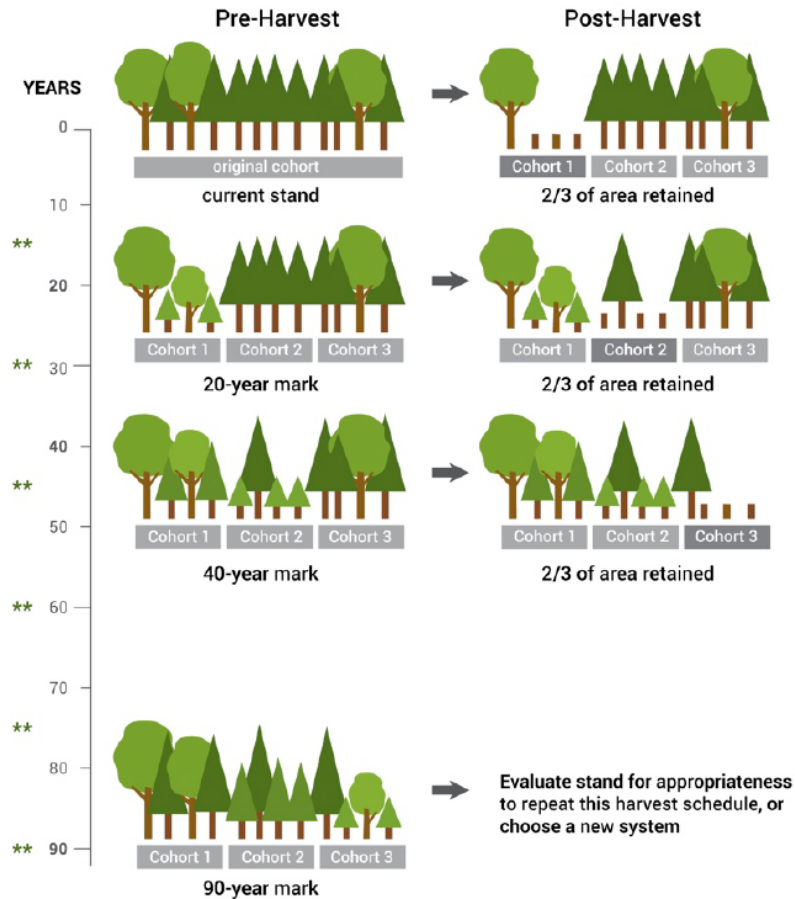 Pre-Harvest
Post-Harvest
YEARS
0
original cohort
current stand
Cohort 1
Cohort 2
Cohort 3
2/3 of area retained
10
**
20
Cohort 1
Cohort 2
Cohort 3
20-year mark
Cohort 1
Cohort 2
Cohort 3
2/3 of area retained
** 30
40
**
50
Cohort 1
Cohort 2
Cohort 3
40-year mark
Cohort 1
Cohort 2
Cohort 3
2/3 of area retained
** 60
70
**
80
Evaluate stand for appropriateness
to repeat this harvest schedule, or
choose a new system
** 90
Cohort 1
Cohort 2
Cohort 3
90-year mark